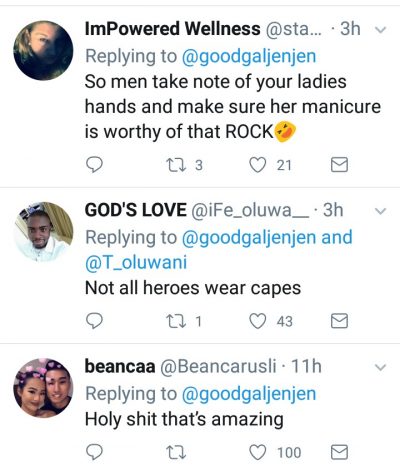 ImPowered Wellness @sta... · 3h
Replying to @goodgaljenjen
So men take note of your ladies
hands and make sure her manicure
is worthy of that ROCK🤣
3 21
GOD'S LOVE @iFe_oluwa__ · 3h
Replying to @goodgaljenjen and
@T_oluwani
Not all heroes wear capes
1 43
beancaa @Beancarusli · 11h
Replying to @goodgaljenjen
Holy shit that's amazing
100